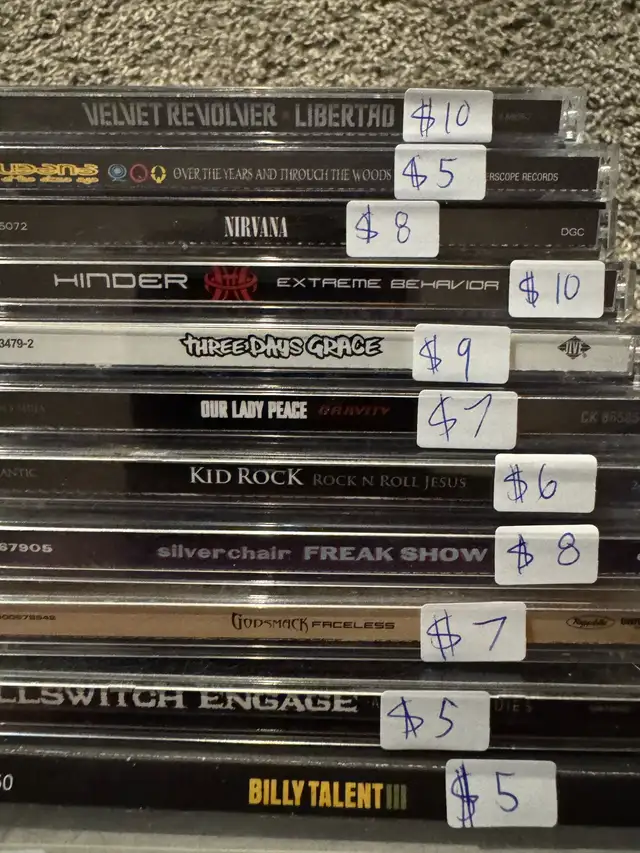 VELVET REVOLVER LIBERTAD $10
OVER THE YEARS AND THROUGH THE WOODS $5 RSCOPE RECORDS
5072 NIRVANA $8 DGC
HINDER EXTREME BEHAVIOR $10
3479-2 THREE DAYS GRACE $9 JIVE
OUR LADY PEACE GRAVITY $7
ANTIC KID ROCK ROCK N ROLL JESUS $6
67905 silverchair FREAK SHOW $8
GODSMACK FACELESS $7 Republic
LLSWITCH ENGAGE $5
50 BILLY TALENT III $5